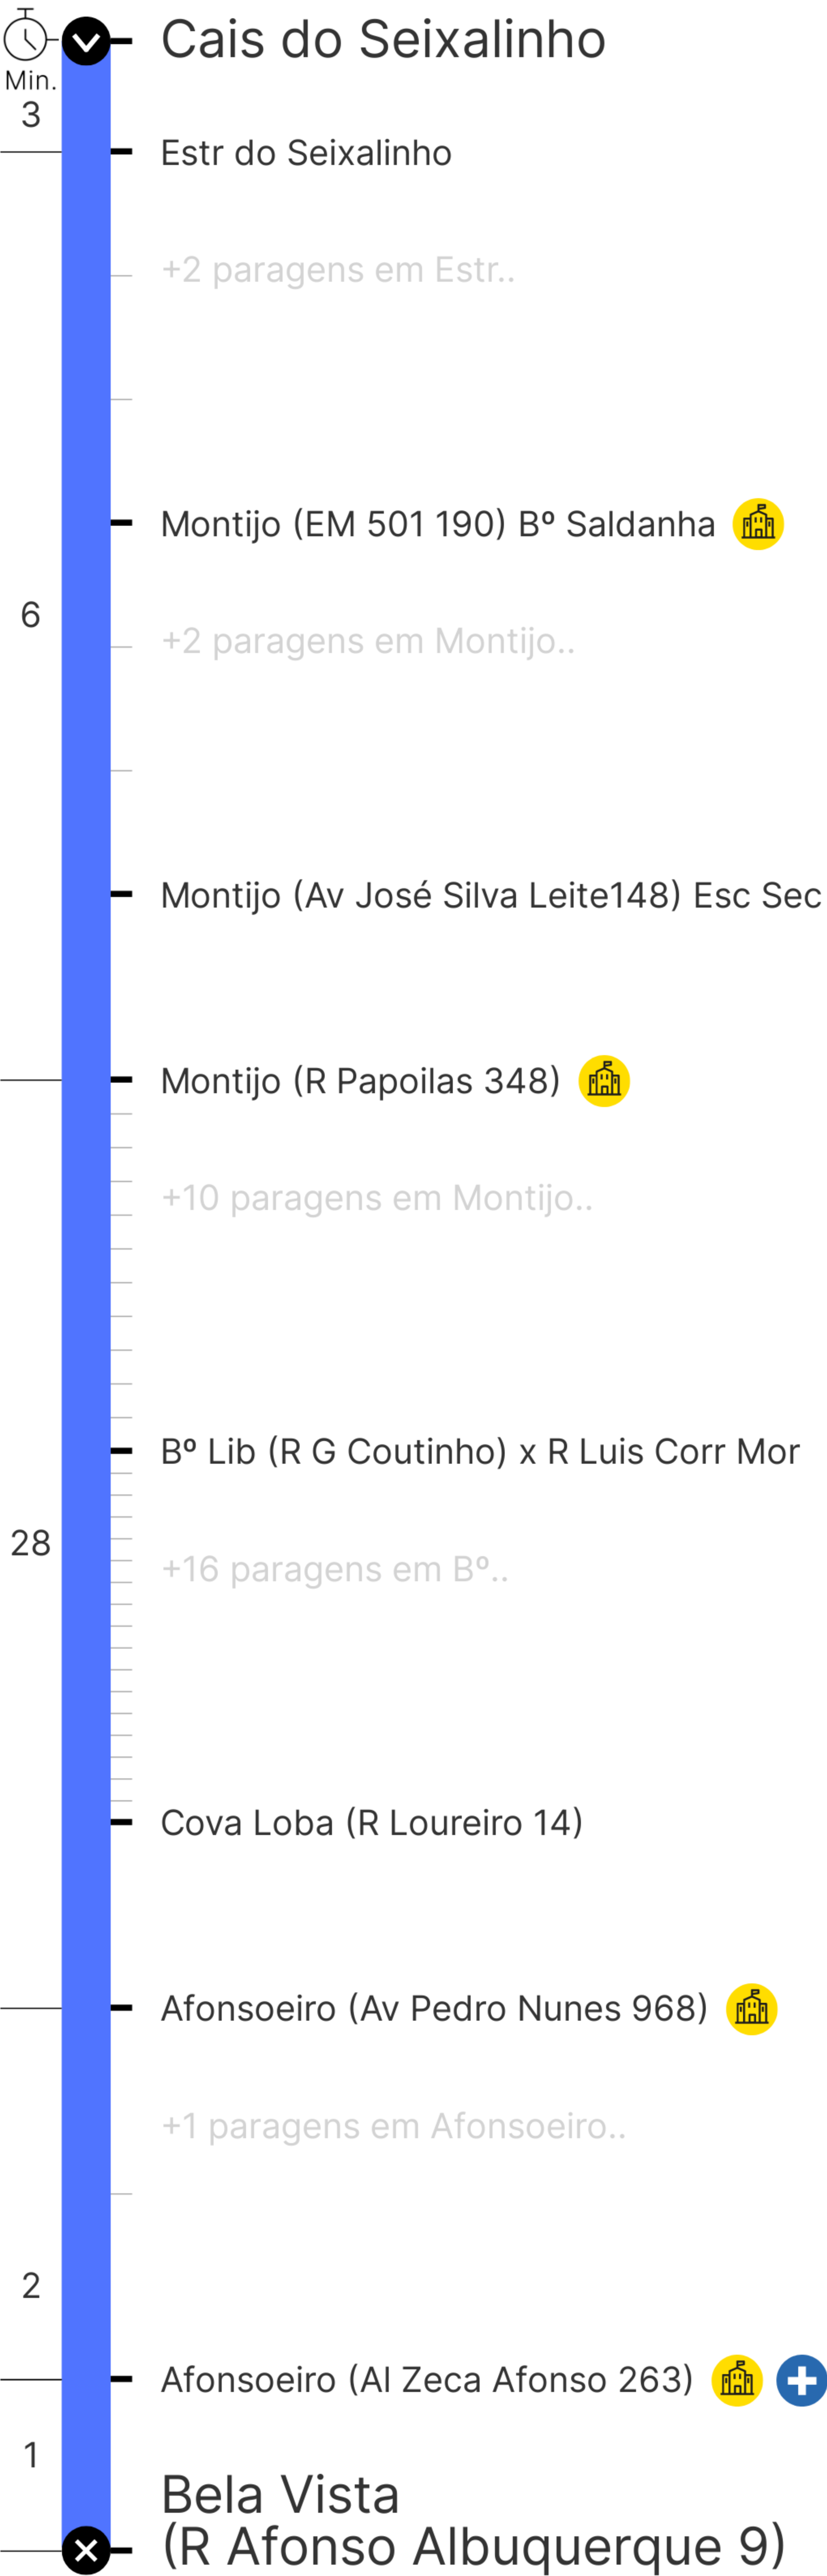 Cais do Seixalinho
Min.
3
Estr do Seixalinho
+2 paragens em Estr..
Montijo (EM 501 190) Bº Saldanha
6
+2 paragens em Montijo..
Montijo (Av José Silva Leite148) Esc Sec
Montijo (R Papoilas 348)
+10 paragens em Montijo..
Bº Lib (R G Coutinho) x R Luis Corr Mor
28
+16 paragens em Bº..
Cova Loba (R Loureiro 14)
Afonsoeiro (Av Pedro Nunes 968)
+1 paragens em Afonsoeiro..
2
Afonsoeiro (Al Zeca Afonso 263)
1
Bela Vista
(R Afonso Albuquerque 9)